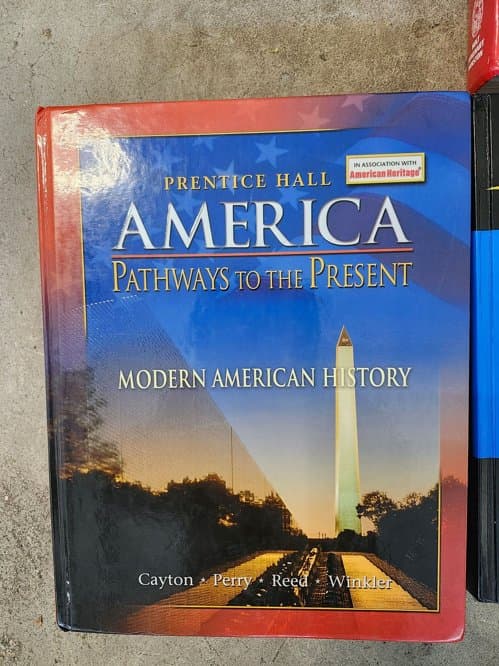 IN ASSOCIATION WITH
American Heritage®
PRENTICE HALL
AMERICA
PATHWAYS TO THE PRESENT
MODERN AMERICAN HISTORY
Cayton • Perry • Reed • Winkler